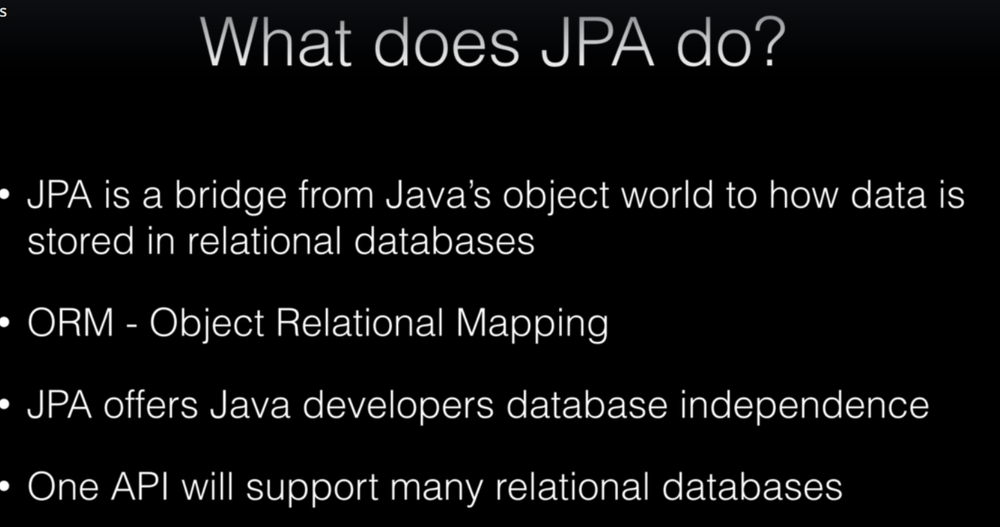 s
What does JPA do?
• JPA is a bridge from Java’s object world to how data is
stored in relational databases
• ORM - Object Relational Mapping
• JPA offers Java developers database independence
• One API will support many relational databases